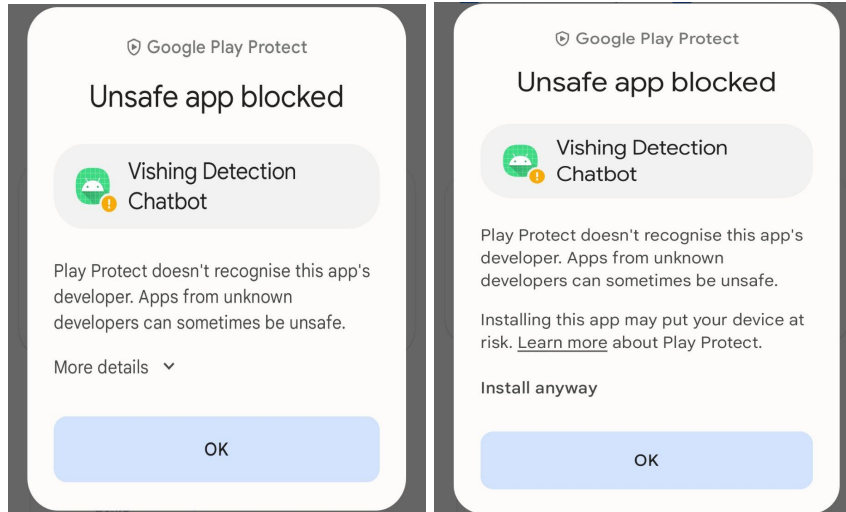 Google Play Protect
Unsafe app blocked
Vishing Detection
Chatbot
Play Protect doesn't recognise this app's
developer. Apps from unknown
developers can sometimes be unsafe.
More details
OK
Google Play Protect
Unsafe app blocked
Vishing Detection
Chatbot
Play Protect doesn't recognise this app's
developer. Apps from unknown
developers can sometimes be unsafe.
Installing this app may put your device at
risk. Learn more about Play Protect.
Install anyway
OK